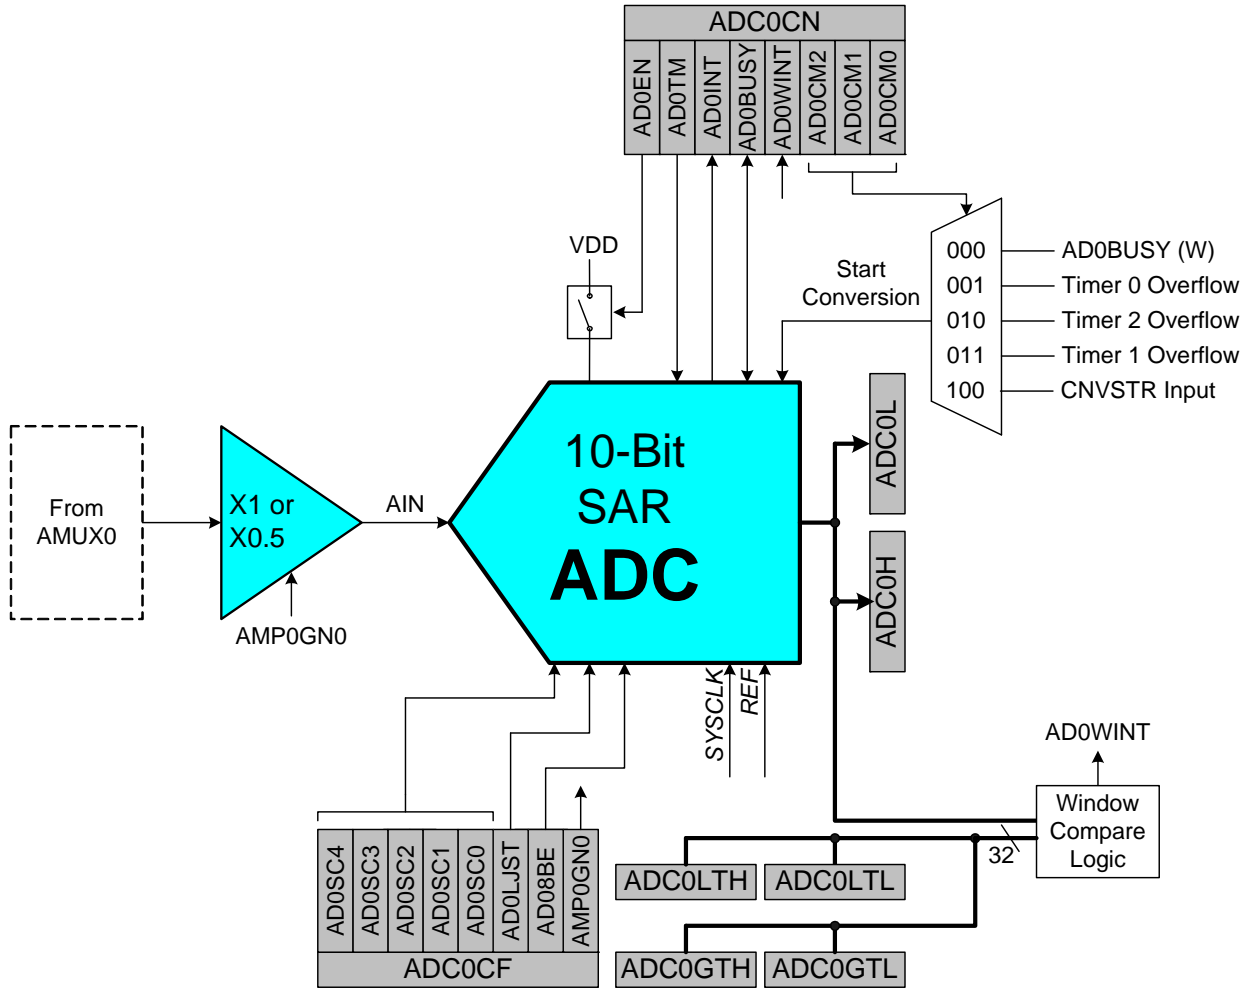 ADC0CN
AD0EN
AD0TM
AD0INT
AD0BUSY
AD0WINT
AD0CM2
AD0CM1
AD0CM0
VDD
Start
Conversion
000
001
010
011
100
AD0BUSY (W)
Timer 0 Overflow
Timer 2 Overflow
Timer 1 Overflow
CNVSTR Input
From
AMUX0
X1 or
X0.5
AMP0GN0
AIN
10-Bit
SAR
ADC
ADC0L
ADC0H
SYSCLK
REF
AD0WINT
Window
Compare
Logic
32
AD0SC4
AD0SC3
AD0SC2
AD0SC1
AD0SC0
AD0LJST
AD08BE
AMP0GN0
ADC0CF
ADC0LTH
ADC0LTL
ADC0GTH
ADC0GTL